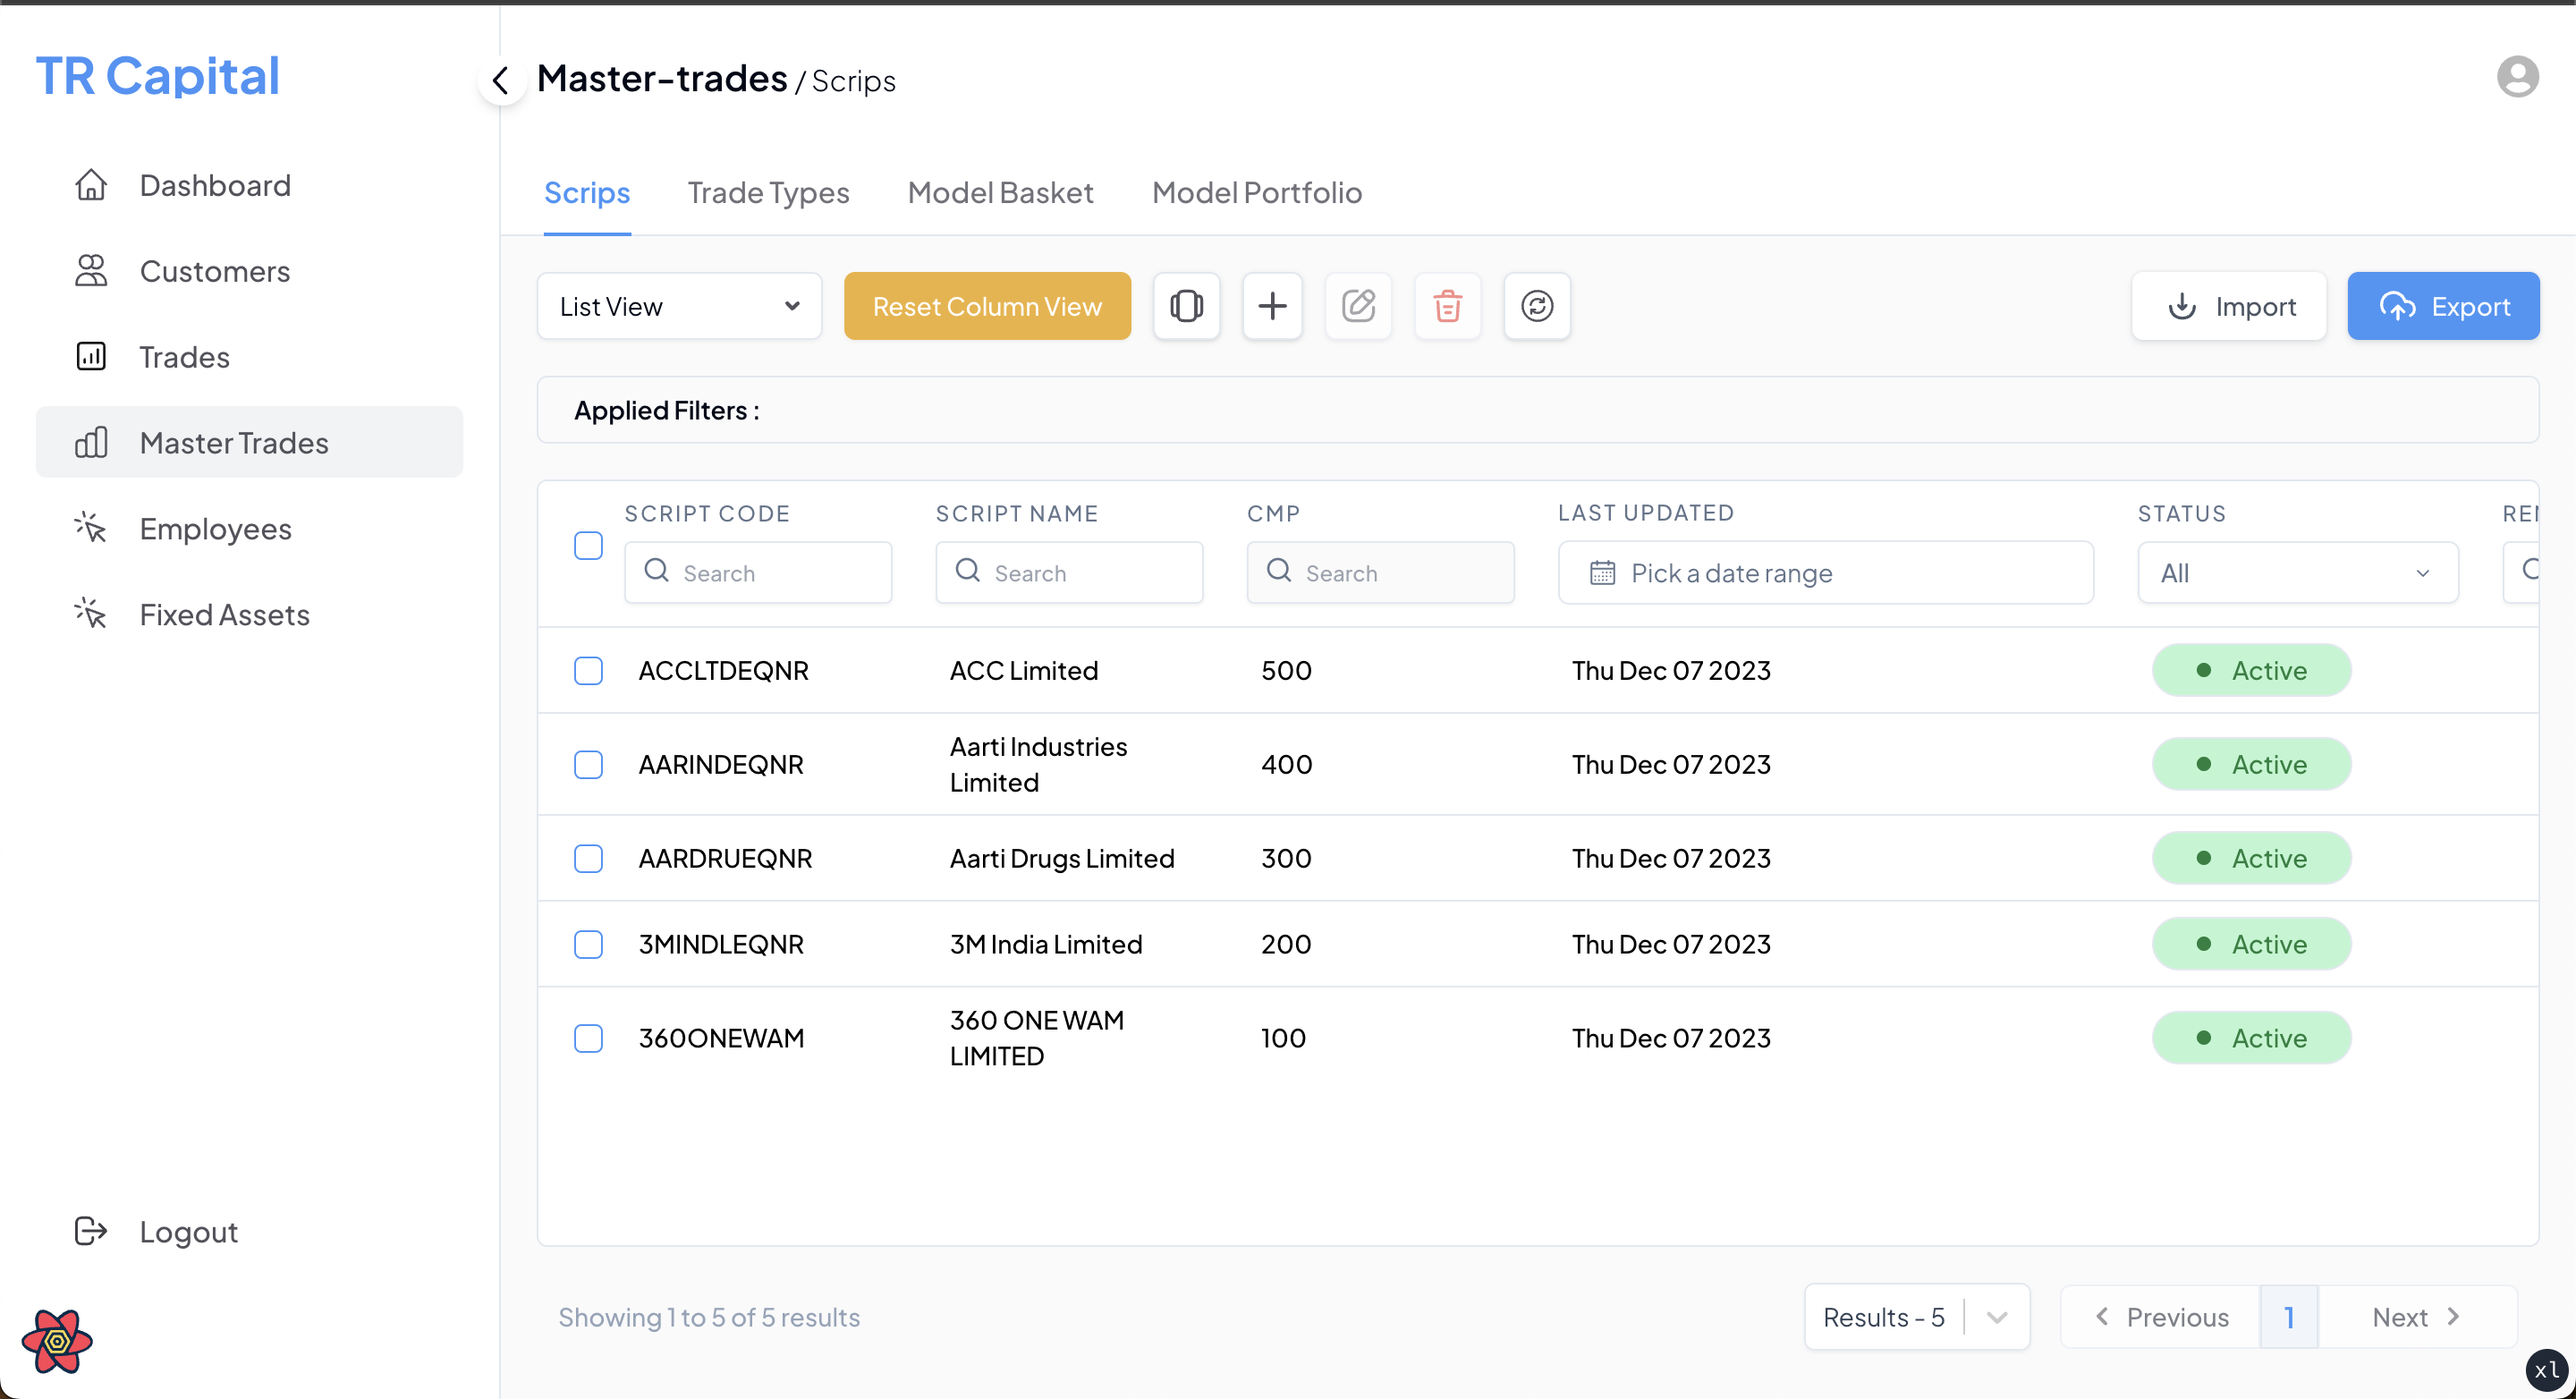 TR Capital
Master-trades / Scrips
Dashboard
Customers
Trades
Master Trades
Employees
Fixed Assets
Logout
Scrips Trade Types Model Basket Model Portfolio
List View Reset Column View Import Export
Applied Filters :
SCRIPT CODE SCRIPT NAME CMP LAST UPDATED STATUS
Search Search Search Pick a date range All
ACCLTDEQNR ACC Limited 500 Thu Dec 07 2023 Active
AARINDEQNR Aarti Industries Limited 400 Thu Dec 07 2023 Active
AARDRUEQNR Aarti Drugs Limited 300 Thu Dec 07 2023 Active
3MINDLEQNR 3M India Limited 200 Thu Dec 07 2023 Active
360ONEWAM 360 ONE WAM LIMITED 100 Thu Dec 07 2023 Active
Showing 1 to 5 of 5 results Results - 5 Previous 1 Next
xl